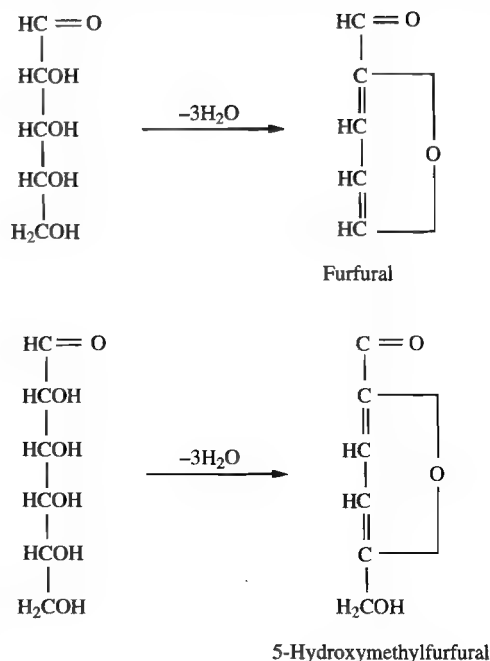 HC=O HC=O
HCOH C
HCOH –3H₂O HC O
HCOH HC
H₂COH HC
Furfural
HC=O C=O
HCOH C
HCOH –3H₂O HC O
HCOH HC
HCOH C
H₂COH H₂COH
5-Hydroxymethylfurfural